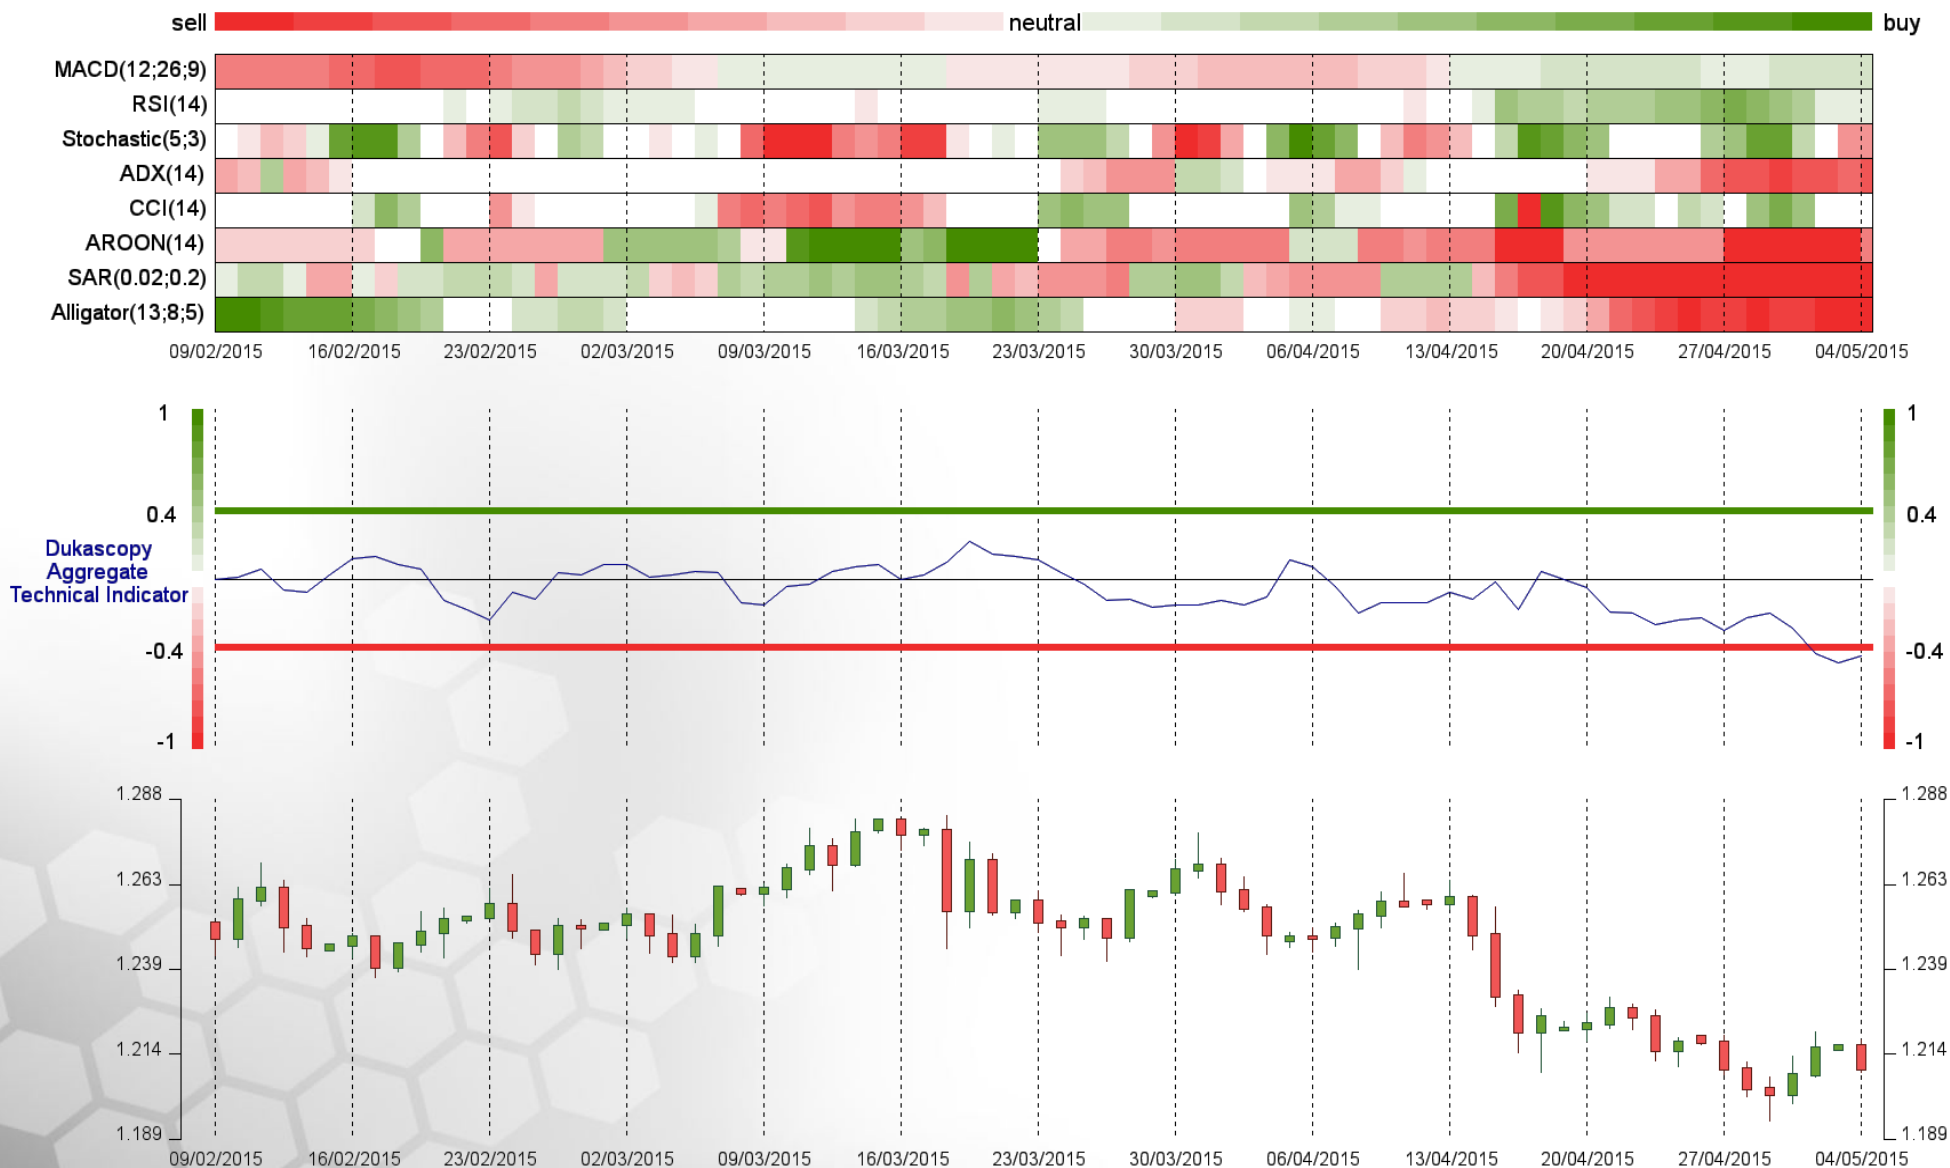 sell neutral buy
MACD(12;26;9)
RSI(14)
Stochastic(5;3)
ADX(14)
CCI(14)
AROON(14)
SAR(0.02;0.2)
Alligator(13;8;5)
09/02/2015 16/02/2015 23/02/2015 02/03/2015 09/03/2015 16/03/2015 23/03/2015 30/03/2015 06/04/2015 13/04/2015 20/04/2015 27/04/2015 04/05/2015
1 1
0.4 0.4
Dukascopy
Aggregate
Technical Indicator
-0.4 -0.4
-1 -1
1.288 1.288
1.263 1.263
1.239 1.239
1.214 1.214
1.189 1.189
09/02/2015 16/02/2015 23/02/2015 02/03/2015 09/03/2015 16/03/2015 23/03/2015 30/03/2015 06/04/2015 13/04/2015 20/04/2015 27/04/2015 04/05/2015